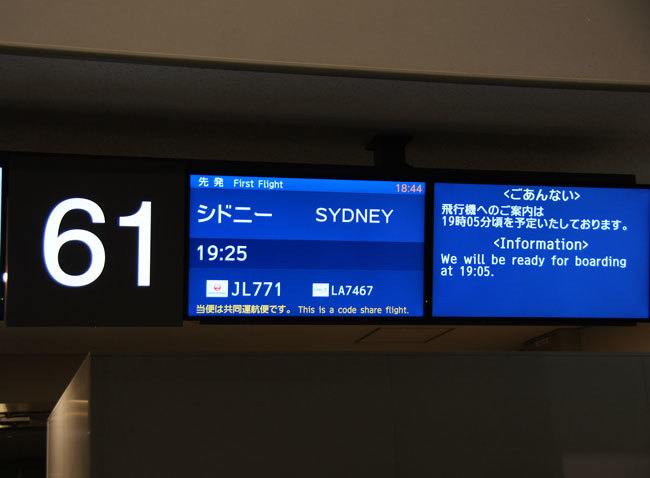 61
先発 First Flight 18:44
シドニー SYDNEY
19:25
JL771 LA7467
当便は共同運航便です。 This is a code share flight.
<ごあんない>
飛行機へのご案内は
19時05分頃を予定いたしております。
<Information>
We will be ready for boarding
at 19:05.